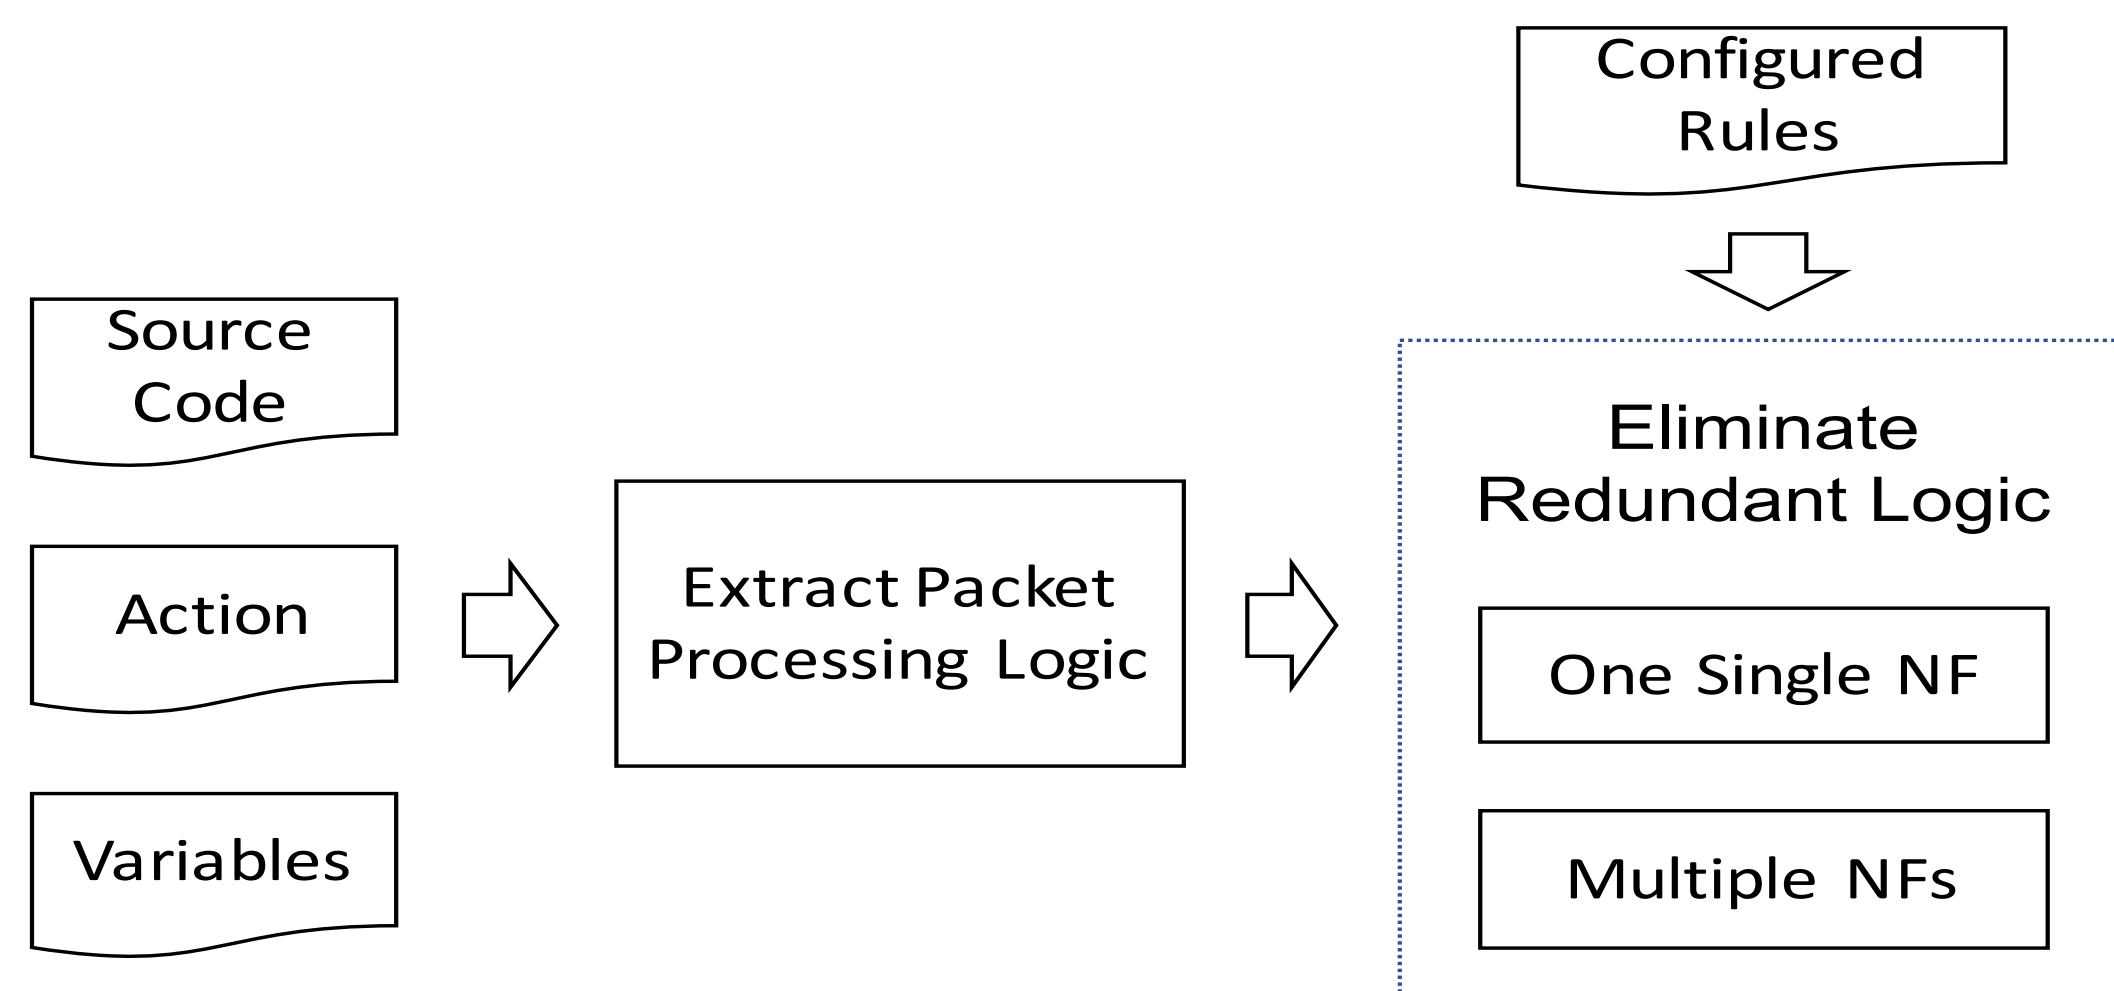 Configured
Rules
Source
Code
Action
Variables
Extract Packet
Processing Logic
Eliminate
Redundant Logic
One Single NF
Multiple NFs